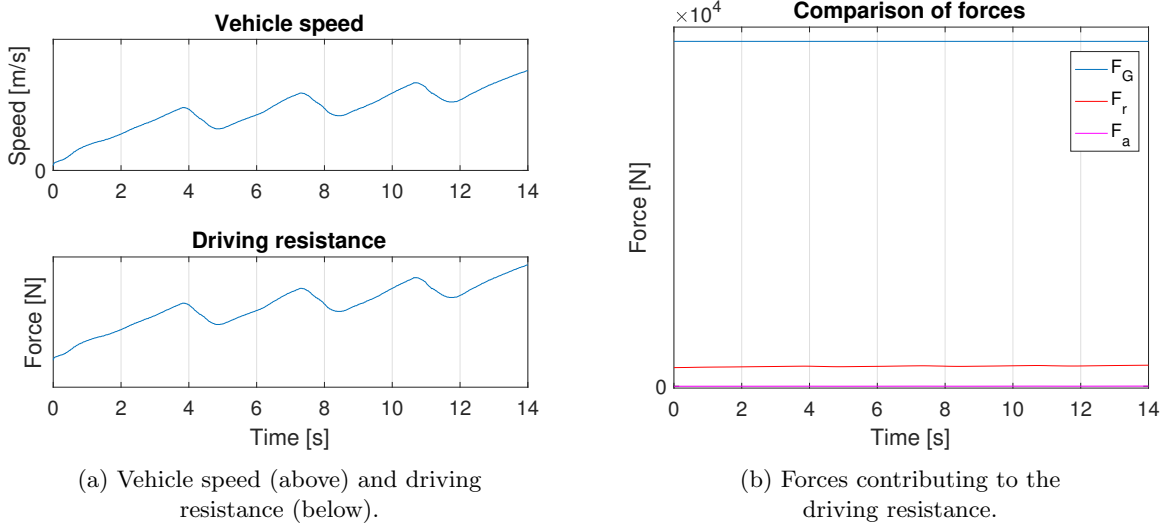 Vehicle speed
Speed [m/s]
0
0 2 4 6 8 10 12 14
Driving resistance
Force [N]
0 2 4 6 8 10 12 14
Time [s]
(a) Vehicle speed (above) and driving
resistance (below).
×10⁴
Comparison of forces
Force [N]
F_G
F_r
F_a
0
0 2 4 6 8 10 12 14
Time [s]
(b) Forces contributing to the
driving resistance.